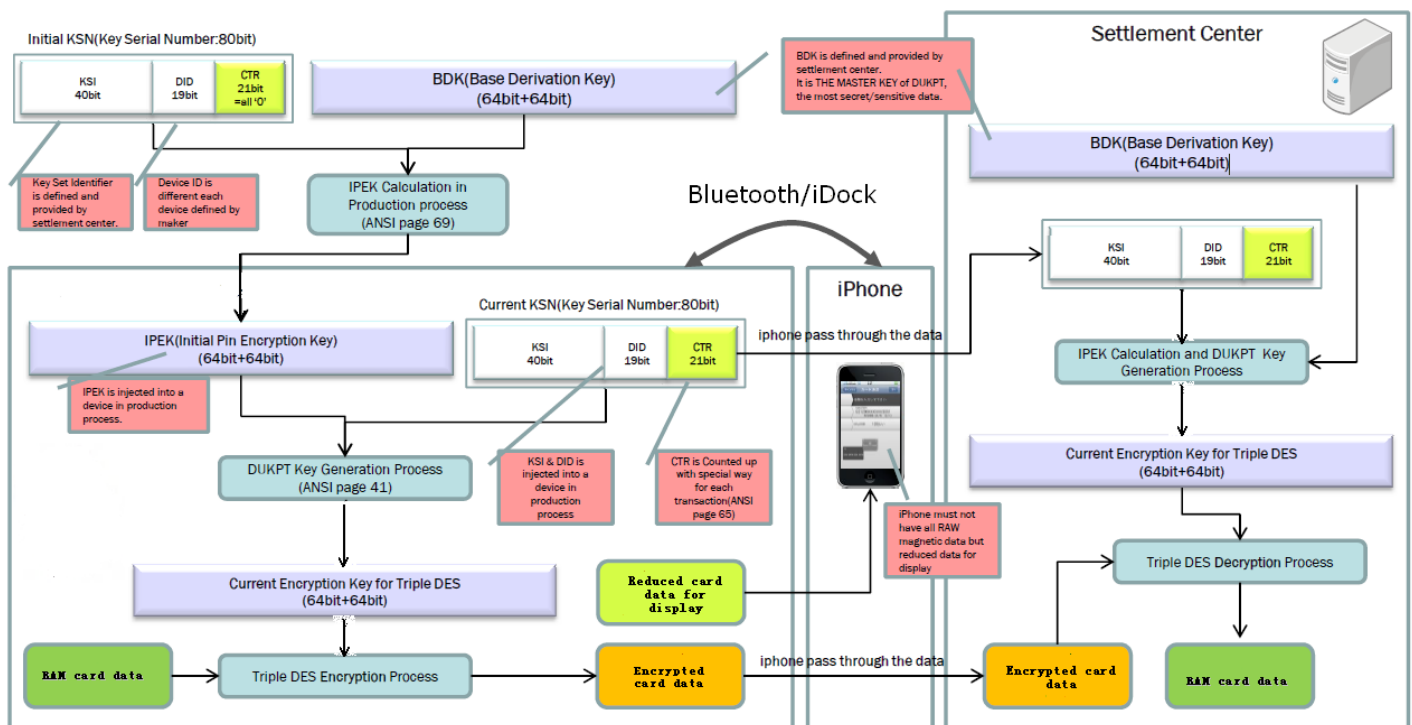 Initial KSN(Key Serial Number:80bit)
KSI
40bit
DID
19bit
CTR
21bit
=all '0'
BDK(Base Derivation Key)
(64bit+64bit)
BDK is defined and provided by
settlement center.
It is THE MASTER KEY of DUKPT,
the most secret/sensitive data.
Settlement Center
BDK(Base Derivation Key)
(64bit+64bit)
Key Set Identifier
is defined and
provided by
settlement center.
Device ID is
different each
device defined by
maker
IPEK Calculation in
Production process
(ANSI page 69)
Bluetooth/iDock
KSI
40bit
DID
19bit
CTR
21bit
iPhone
Current KSN(Key Serial Number:80bit)
KSI
40bit
DID
19bit
CTR
21bit
iphone pass through the data
IPEK(Initial Pin Encryption Key)
(64bit+64bit)
IPEK is injected into a
device in production
process.
IPEK Calculation and DUKPT Key
Generation Process
DUKPT Key Generation Process
(ANSI page 41)
KSI & DID is
injected into a
device in
production
process
CTR is Counted up
with special way
for each
transaction(ANSI
page 65)
Current Encryption Key for Triple DES
(64bit+64bit)
iPhone must not
have all RAW
magnetic data but
reduced data for
display
Current Encryption Key for Triple DES
(64bit+64bit)
Reduced card
data for
display
Triple DES Decryption Process
RAW card data
Triple DES Encryption Process
Encrypted
card data
iphone pass through the data
Encrypted card
data
RAW card data